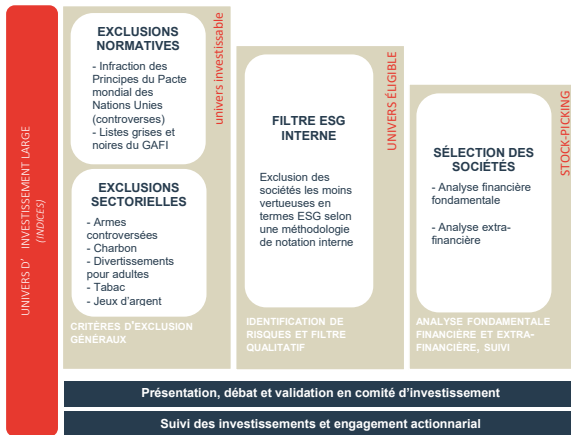 UNIVERS D’ INVESTISSEMENT LARGE
(INDICES)
EXCLUSIONS
NORMATIVES
- Infraction des
Principes du Pacte
mondial des
Nations Unies
(controverses)
- Listes grises et
noires du GAFI
EXCLUSIONS
SECTORIELLES
- Armes
controversées
- Charbon
- Divertissements
pour adultes
- Tabac
- Jeux d’argent
CRITÈRES D’EXCLUSION
GÉNÉRAUX
univers investissable
FILTRE ESG
INTERNE
Exclusion des
sociétés les moins
vertueuses en
termes ESG selon
une méthodologie
de notation interne
IDENTIFICATION DE
RISQUES ET FILTRE
QUALITATIF
UNIVERS ÉLIGIBLE
SÉLECTION DES
SOCIÉTÉS
- Analyse financière
fondamentale
- Analyse extra-
financière
ANALYSE FONDAMENTALE
FINANCIÈRE ET EXTRA-
FINANCIÈRE, SUIVI
STOCK-PICKING
Présentation, débat et validation en comité d’investissement
Suivi des investissements et engagement actionnarial